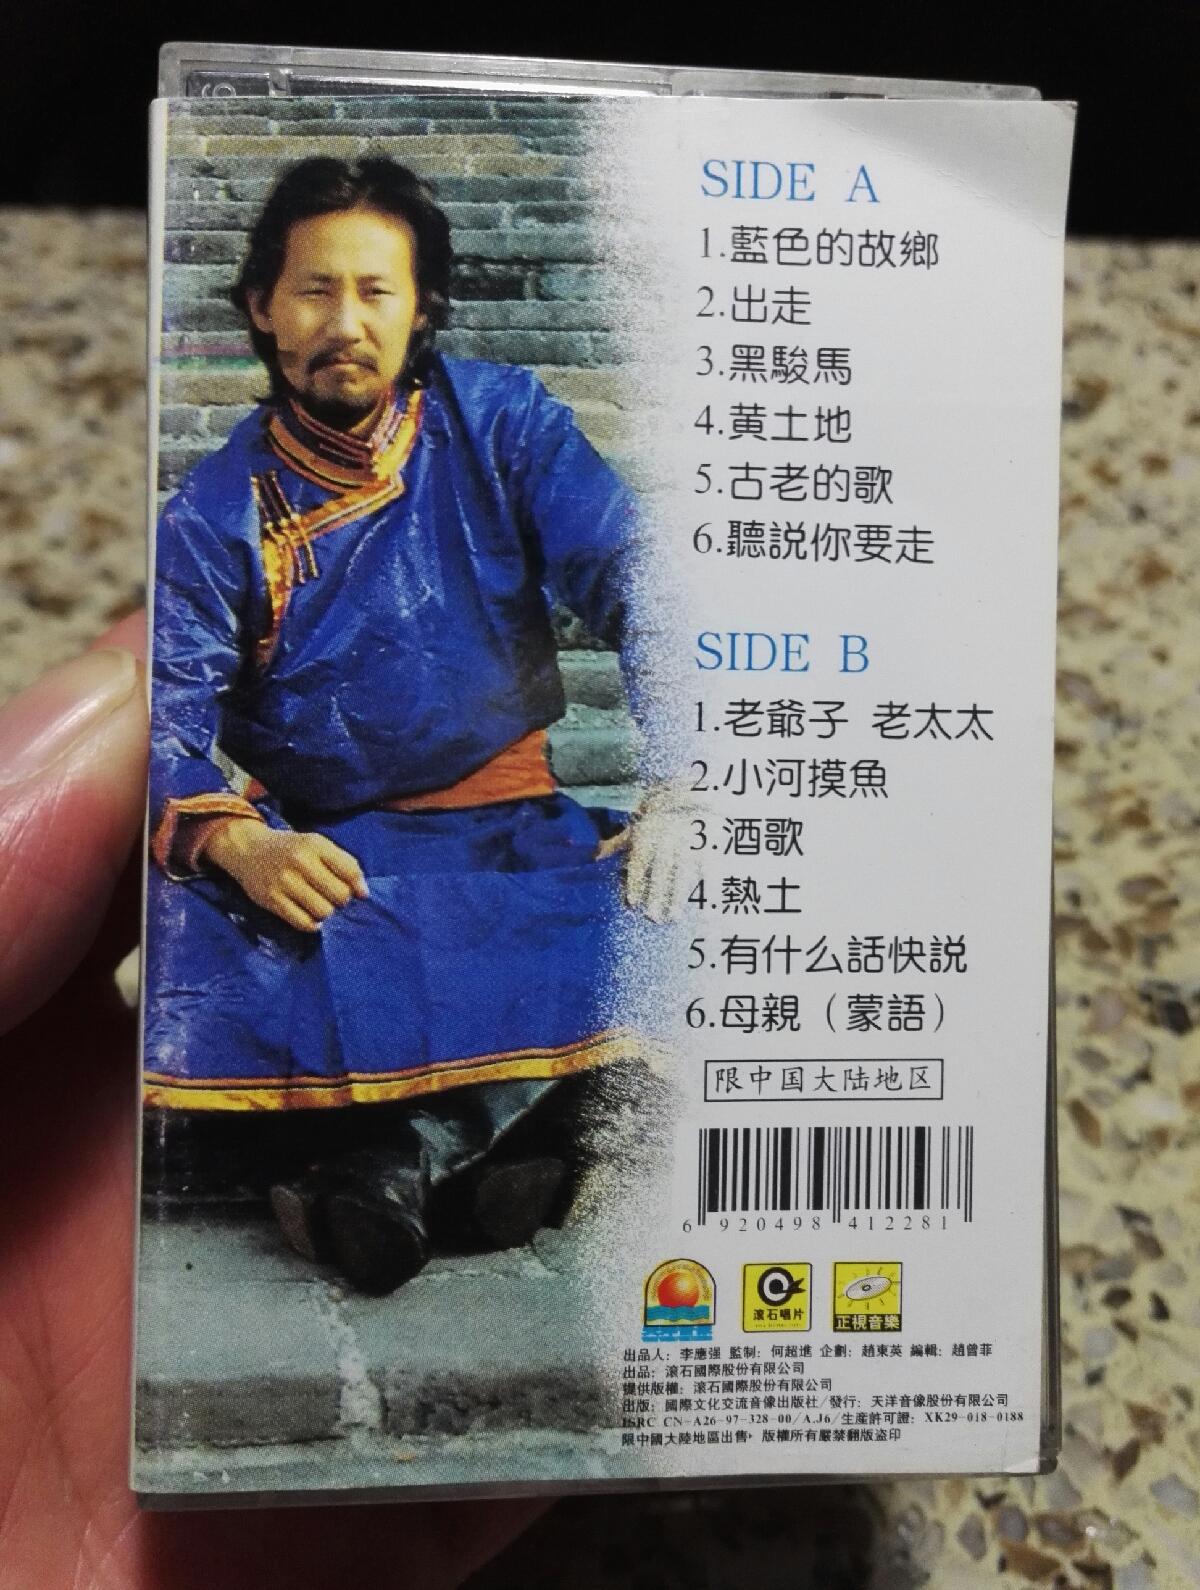 SIDE A
1.藍色的故鄉
2.出走
3.黑駿馬
4.黄土地
5.古老的歌
6.聽説你要走
SIDE B
1.老爺子 老太太
2.小河摸魚
3.酒歌
4.熱土
5.有什么話快説
6.母親（蒙語）
限中国大陆地区
6 920498 412281
滾石唱片
正視音樂
出品人：李應强 監制：何超進 企劃：趙東英 編輯：趙曾菲
出品：滾石國際股份有限公司
提供版權：滾石國際股份有限公司
出版：國際文化交流音像出版社/發行：天洋音像股份有限公司
ISRC CN-A26-97-328-00/A.J6/生産許可證：XK29-018-0188
限中國大陸地區出售 版權所有嚴禁翻版盗印